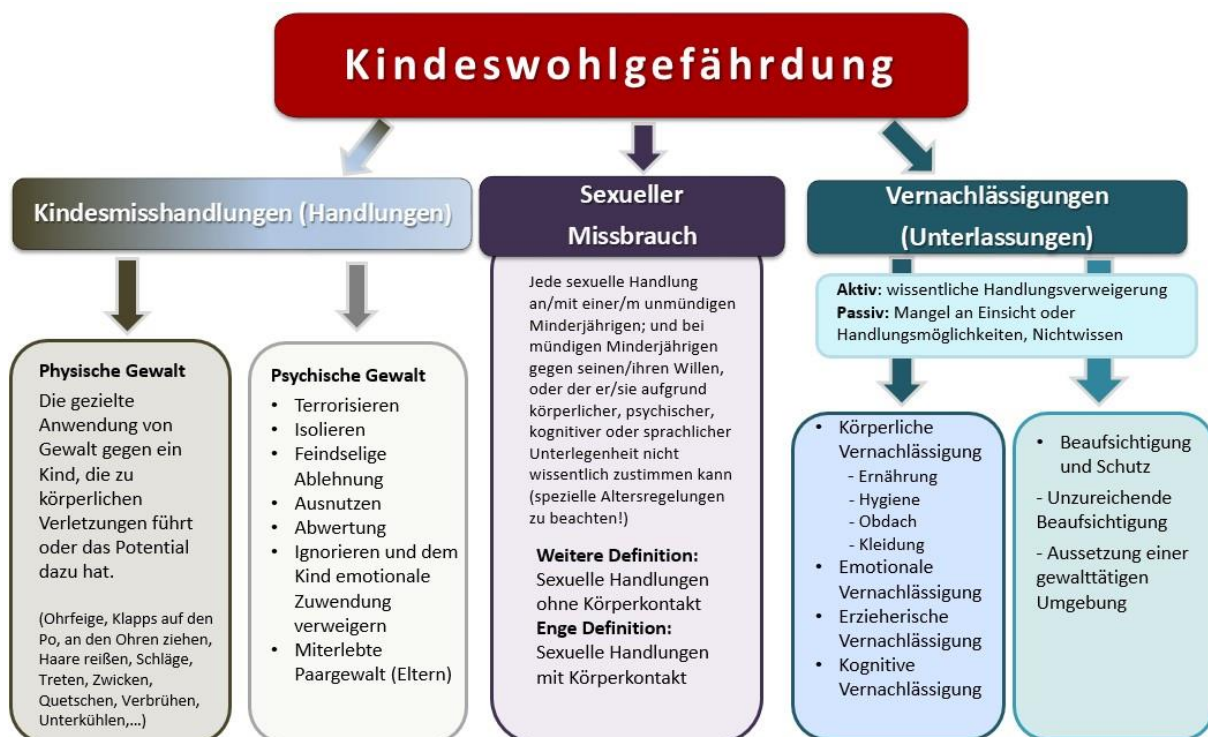 Kindeswohlgefährdung
Kindesmisshandlungen (Handlungen)
Physische Gewalt
Die gezielte
Anwendung von
Gewalt gegen ein
Kind, die zu
körperlichen
Verletzungen führt
oder das Potential
dazu hat.
(Ohrfeige, Klapps auf den
Po, an den Ohren ziehen,
Haare reißen, Schläge,
Treten, Zwicken,
Quetschen, Verbrühen,
Unterkühlen,...)
Psychische Gewalt
• Terrorisieren
• Isolieren
• Feindselige
Ablehnung
• Ausnutzen
• Abwertung
• Ignorieren und dem
Kind emotionale
Zuwendung
verweigern
• Miterlebte
Paargewalt (Eltern)
Sexueller
Missbrauch
Jede sexuelle Handlung
an/mit einer/m unmündigen
Minderjährigen; und bei
mündigen Minderjährigen
gegen seinen/ihren Willen,
oder der er/sie aufgrund
körperlicher, psychischer,
kognitiver oder sprachlicher
Unterlegenheit nicht
wissentlich zustimmen kann
(spezielle Altersregelungen
zu beachten!)
Weitere Definition:
Sexuelle Handlungen
ohne Körperkontakt
Enge Definition:
Sexuelle Handlungen
mit Körperkontakt
Vernachlässigungen
(Unterlassungen)
Aktiv: wissentliche Handlungsverweigerung
Passiv: Mangel an Einsicht oder
Handlungsmöglichkeiten, Nichtwissen
• Körperliche
Vernachlässigung
- Ernährung
- Hygiene
- Obdach
- Kleidung
• Emotionale
Vernachlässigung
• Erzieherische
Vernachlässigung
• Kognitive
Vernachlässigung
• Beaufsichtigung
und Schutz
- Unzureichende
Beaufsichtigung
- Aussetzung einer
gewalttätigen
Umgebung